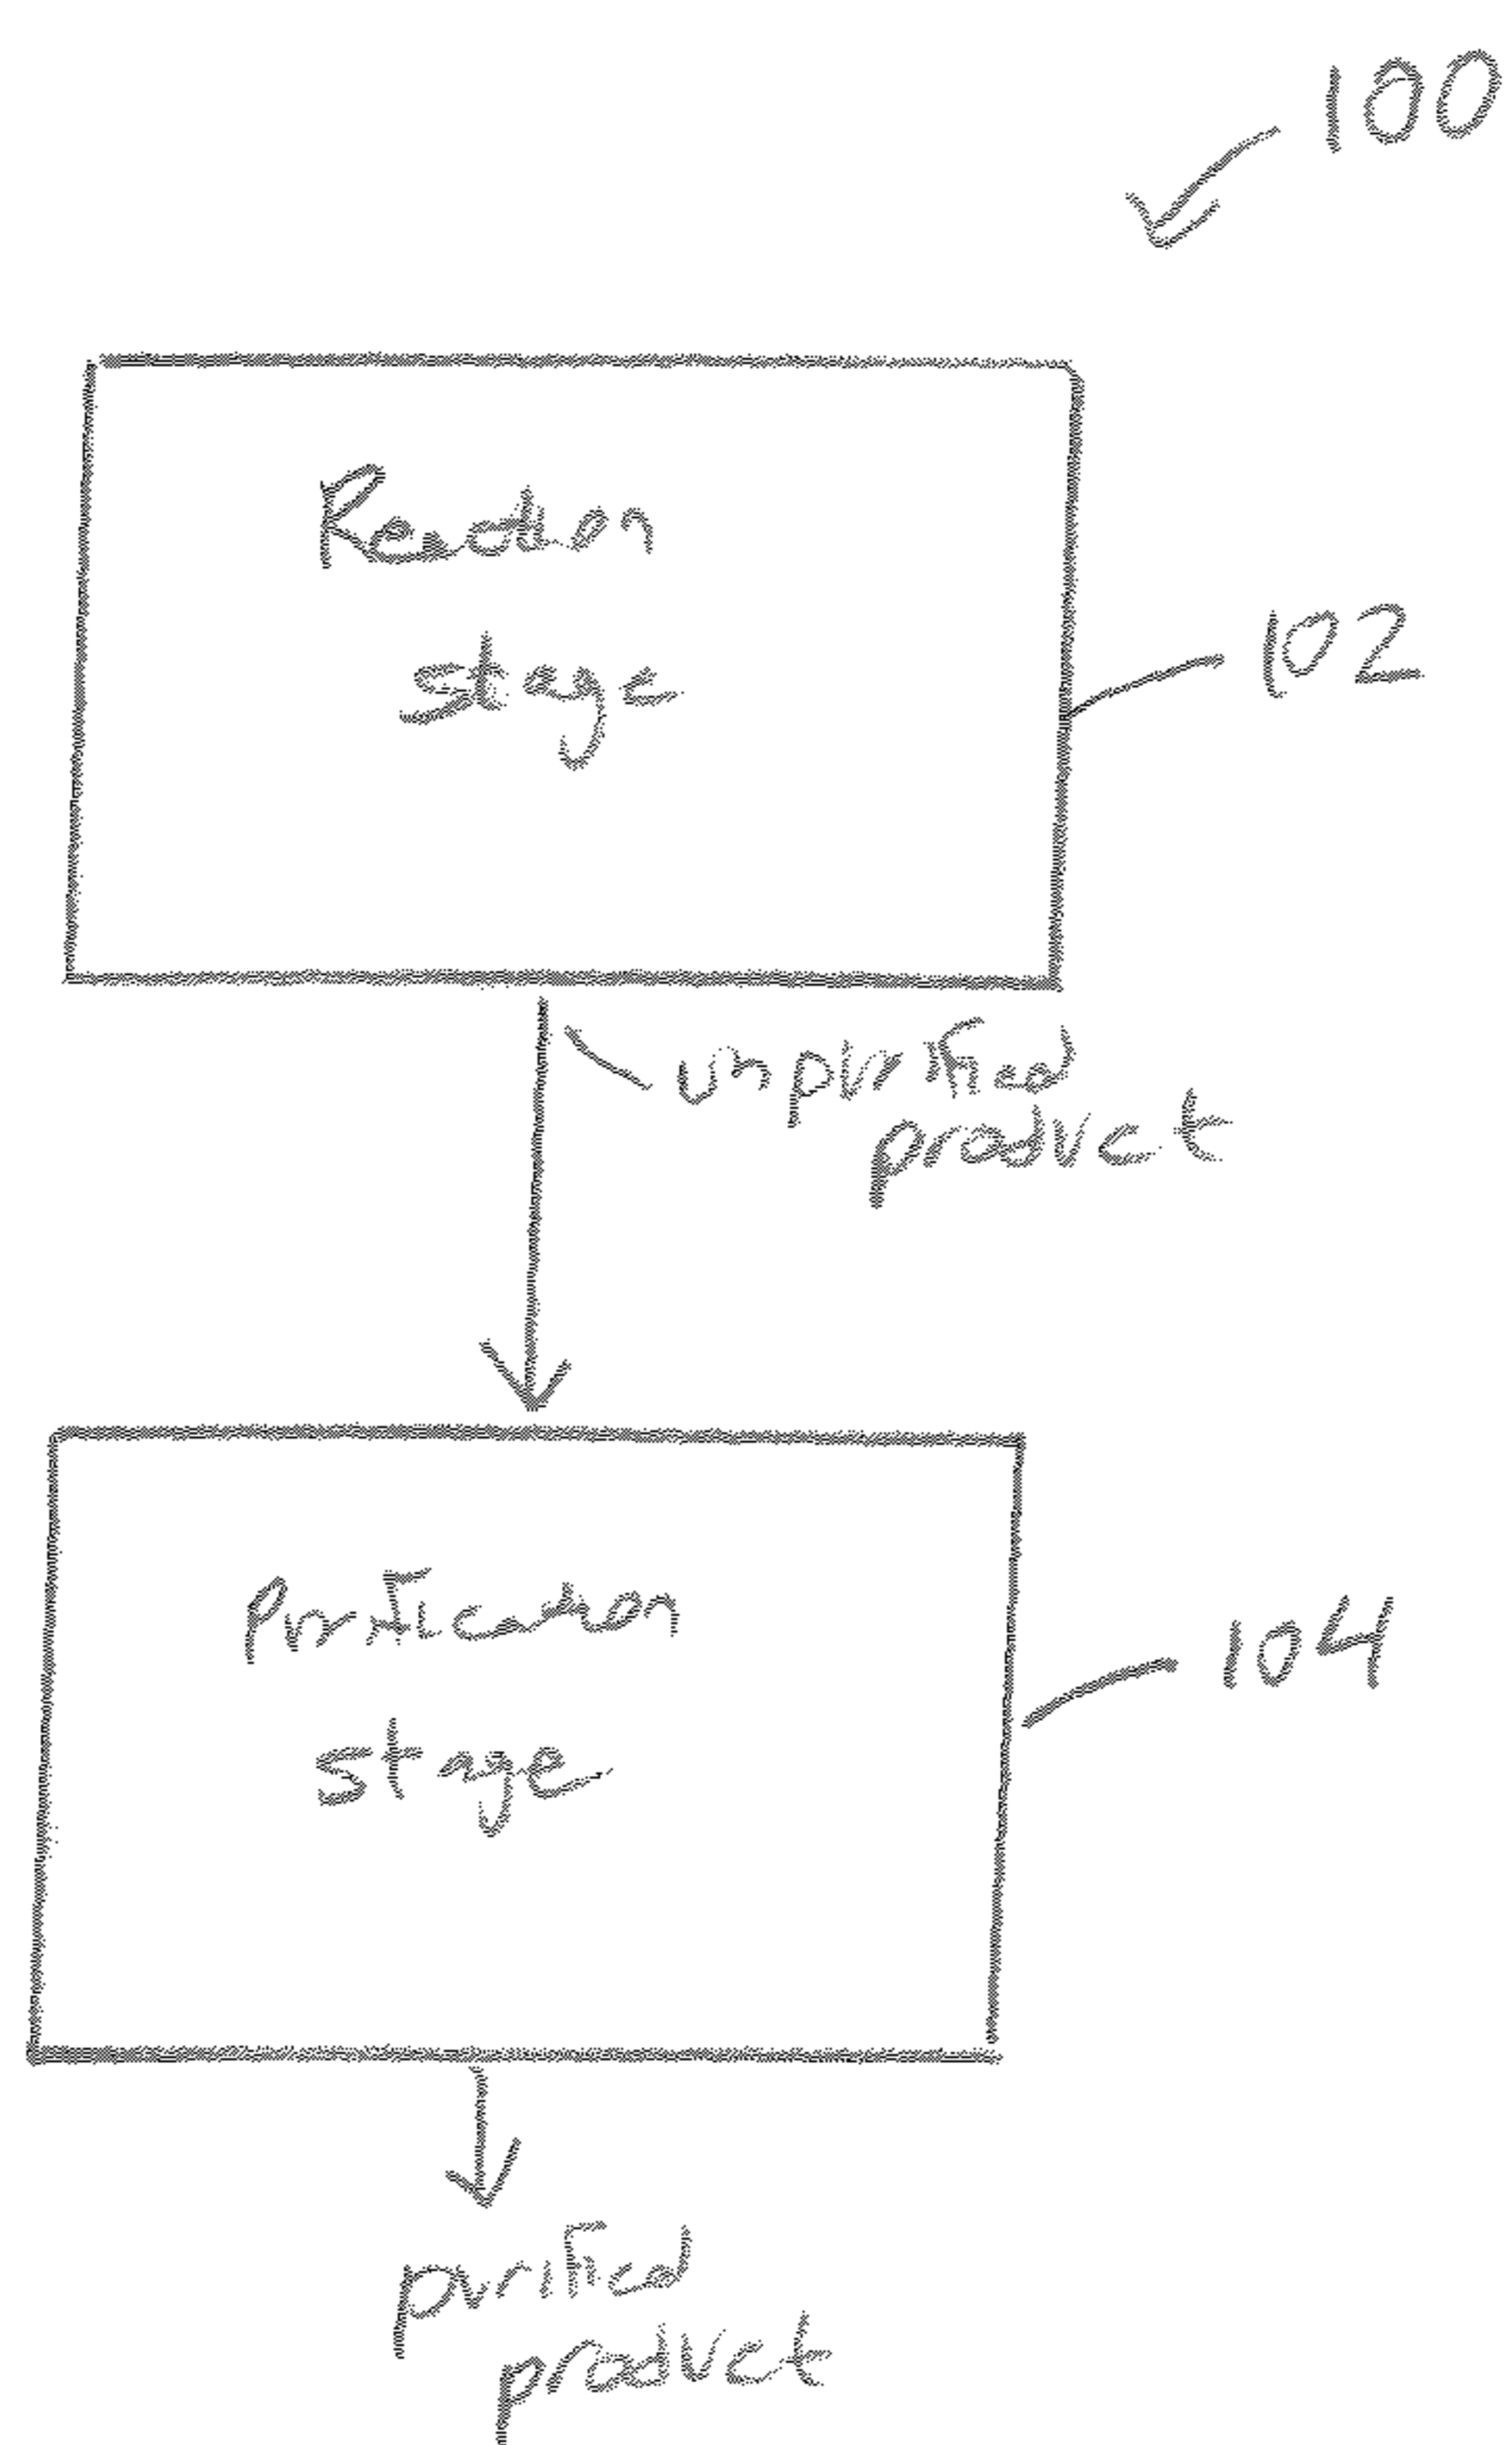 100
Reaction
stage
102
unpurified
product
Purification
stage
104
purified
product